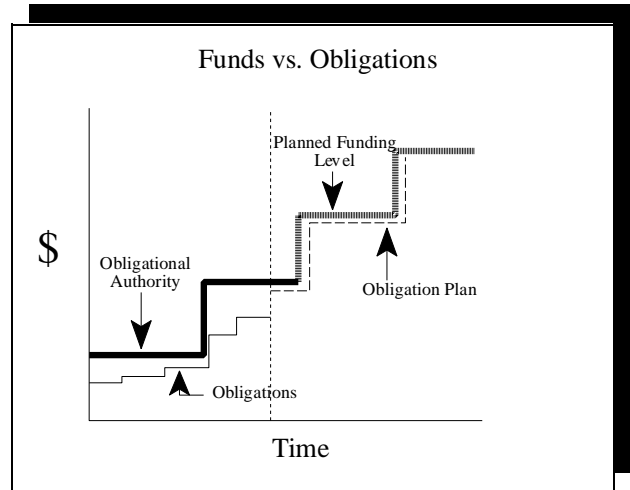 Funds vs. Obligations
Planned Funding
Level
$
Obligational
Authority
Obligation Plan
Obligations
Time